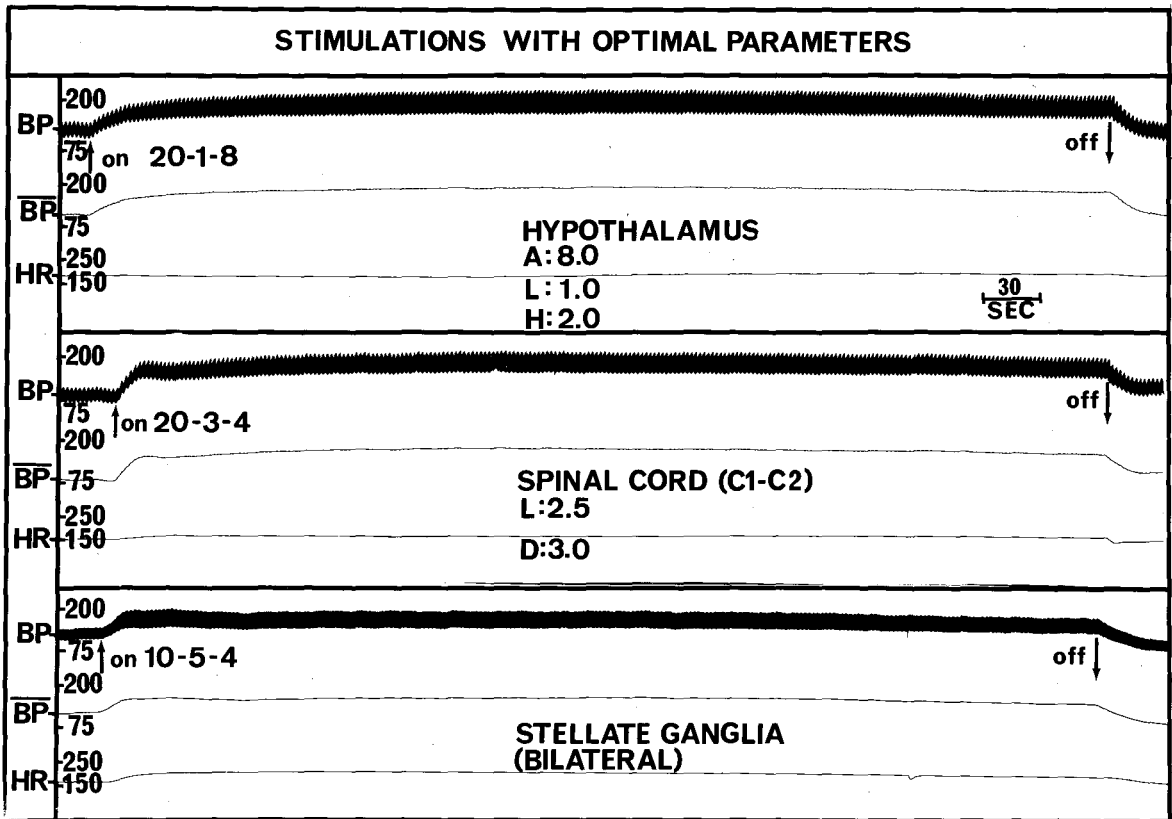 STIMULATIONS WITH OPTIMAL PARAMETERS
200
BP
75
on 20-1-8
off
200
B̅P̅
75
HYPOTHALAMUS
A:8.0
250
HR
150
L:1.0
30
SEC
H:2.0
200
BP
75
on 20-3-4
off
200
B̅P̅
75
SPINAL CORD (C1-C2)
L:2.5
250
HR
150
D:3.0
200
BP
75
on 10-5-4
off
200
B̅P̅
75
STELLATE GANGLIA
(BILATERAL)
250
HR
150